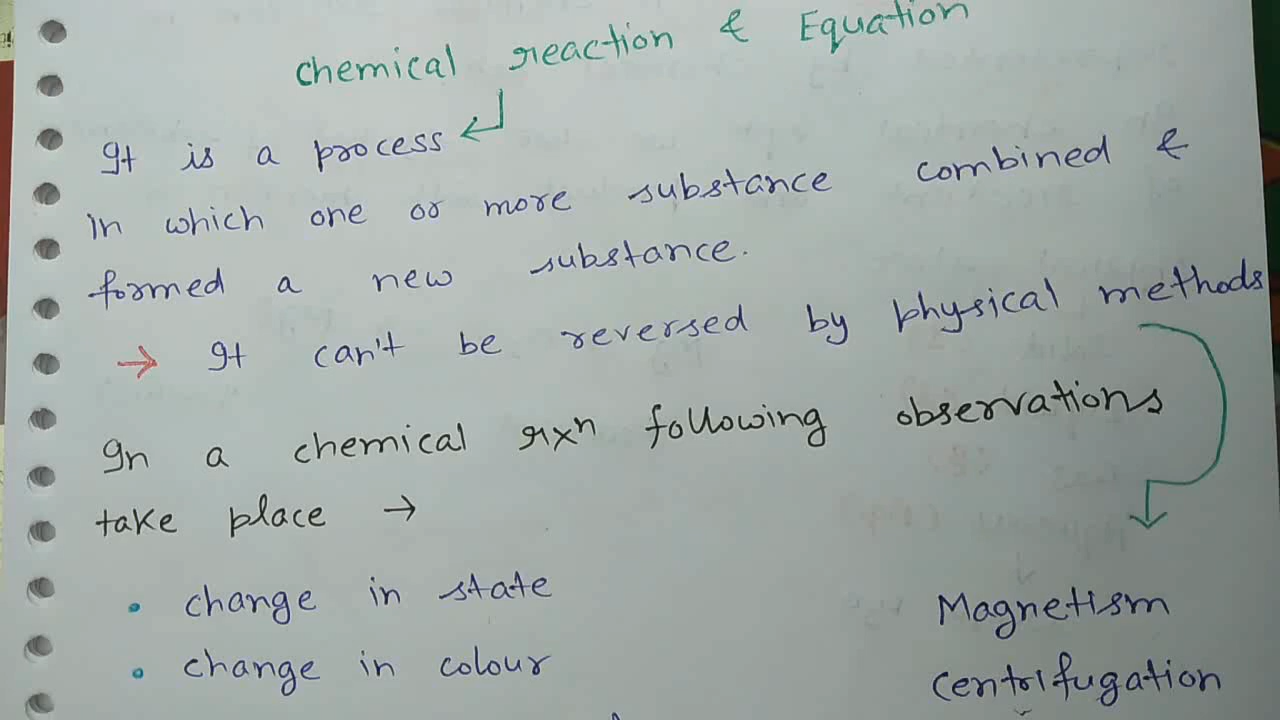 chemical reaction & Equation
It is a process
in which one or more substance combined &
formed a new substance.
→ It can't be reversed by physical methods
In a chemical rxⁿ following observations
take place →
• change in state
• change in colour
Magnetism
Centrifugation